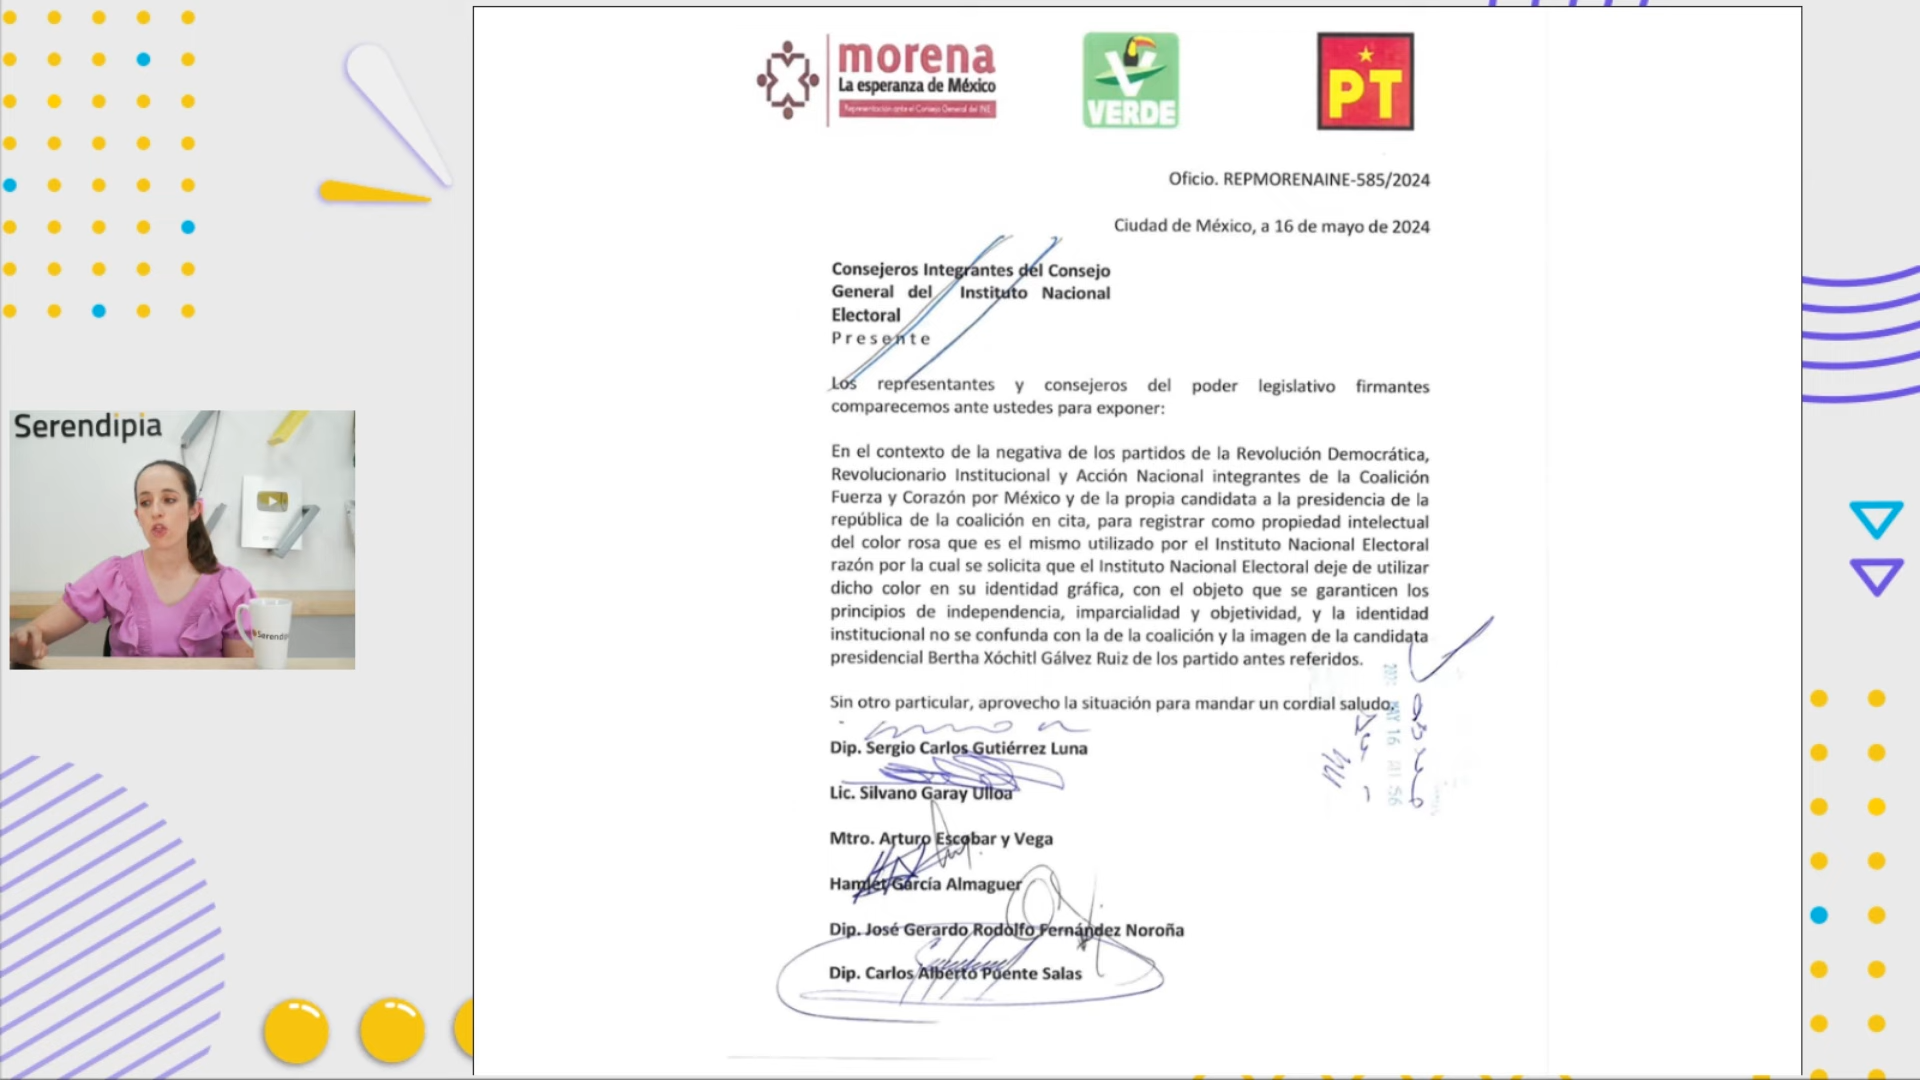 Serendipia
morena
La esperanza de México
Representación ante el Consejo General del INE
VERDE
PT
Oficio. REPMORENAINE-585/2024
Ciudad de México, a 16 de mayo de 2024
Consejeros Integrantes del Consejo
General del Instituto Nacional
Electoral
P r e s e n t e
Los representantes y consejeros del poder legislativo firmantes
comparecemos ante ustedes para exponer:
En el contexto de la negativa de los partidos de la Revolución Democrática,
Revolucionario Institucional y Acción Nacional integrantes de la Coalición
Fuerza y Corazón por México y de la propia candidata a la presidencia de la
república de la coalición en cita, para registrar como propiedad intelectual
del color rosa que es el mismo utilizado por el Instituto Nacional Electoral
razón por la cual se solicita que el Instituto Nacional Electoral deje de utilizar
dicho color en su identidad gráfica, con el objeto que se garanticen los
principios de independencia, imparcialidad y objetividad, y la identidad
institucional no se confunda con la de la coalición y la imagen de la candidata
presidencial Bertha Xóchitl Gálvez Ruiz de los partido antes referidos.
Sin otro particular, aprovecho la situación para mandar un cordial saludo.
Dip. Sergio Carlos Gutiérrez Luna
Lic. Silvano Garay Ulloa
Mtro. Arturo Escobar y Vega
Hamlet García Almaguer
Dip. José Gerardo Rodolfo Fernández Noroña
Dip. Carlos Alberto Puente Salas
MAY 16